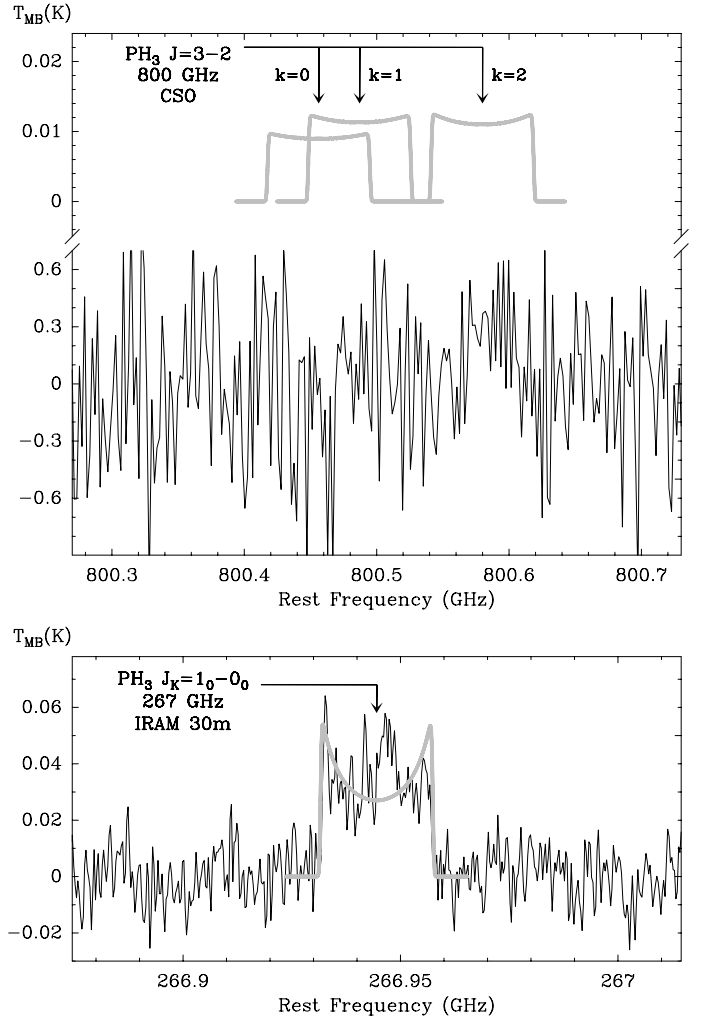 T_MB(K)
PH₃ J=3−2
800 GHz
CSO
k=0
k=1
k=2
0.02
0.01
0
0.6
0.3
0
−0.3
−0.6
800.3
800.4
800.5
800.6
800.7
Rest Frequency (GHz)
T_MB(K)
PH₃ J_K=1₀−0₀
267 GHz
IRAM 30m
0.06
0.04
0.02
0
−0.02
266.9
266.95
267
Rest Frequency (GHz)